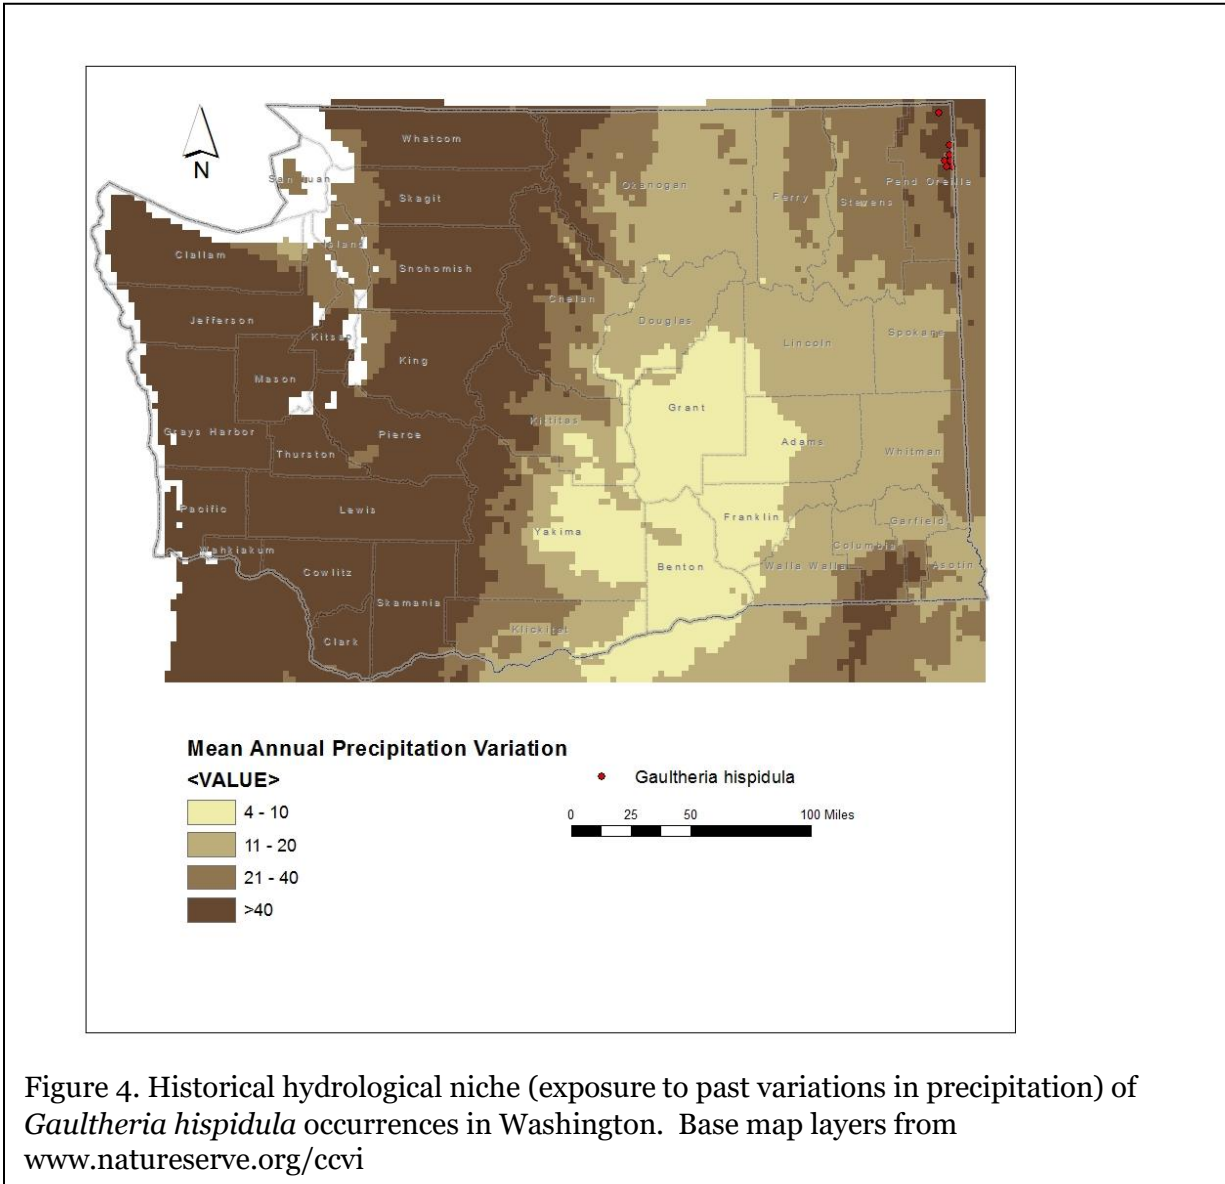 N
Whatcom
San Juan
Skagit
Okanogan
Ferry
Stevens
Pend Oreille
Island
Clallam
Snohomish
Chelan
Jefferson
Douglas
Kitsap
Lincoln
Spokane
King
Mason
Grant
Kittitas
Grays Harbor
Pierce
Adams
Thurston
Whitman
Pacific
Lewis
Yakima
Franklin
Garfield
Wahkiakum
Columbia
Cowlitz
Benton
Walla Walla
Asotin
Skamania
Klickitat
Clark
Mean Annual Precipitation Variation
<VALUE>
4 - 10
11 - 20
21 - 40
>40
Gaultheria hispidula
0 25 50 100 Miles
Figure 4. Historical hydrological niche (exposure to past variations in precipitation) of
Gaultheria hispidula occurrences in Washington.  Base map layers from
www.natureserve.org/ccvi